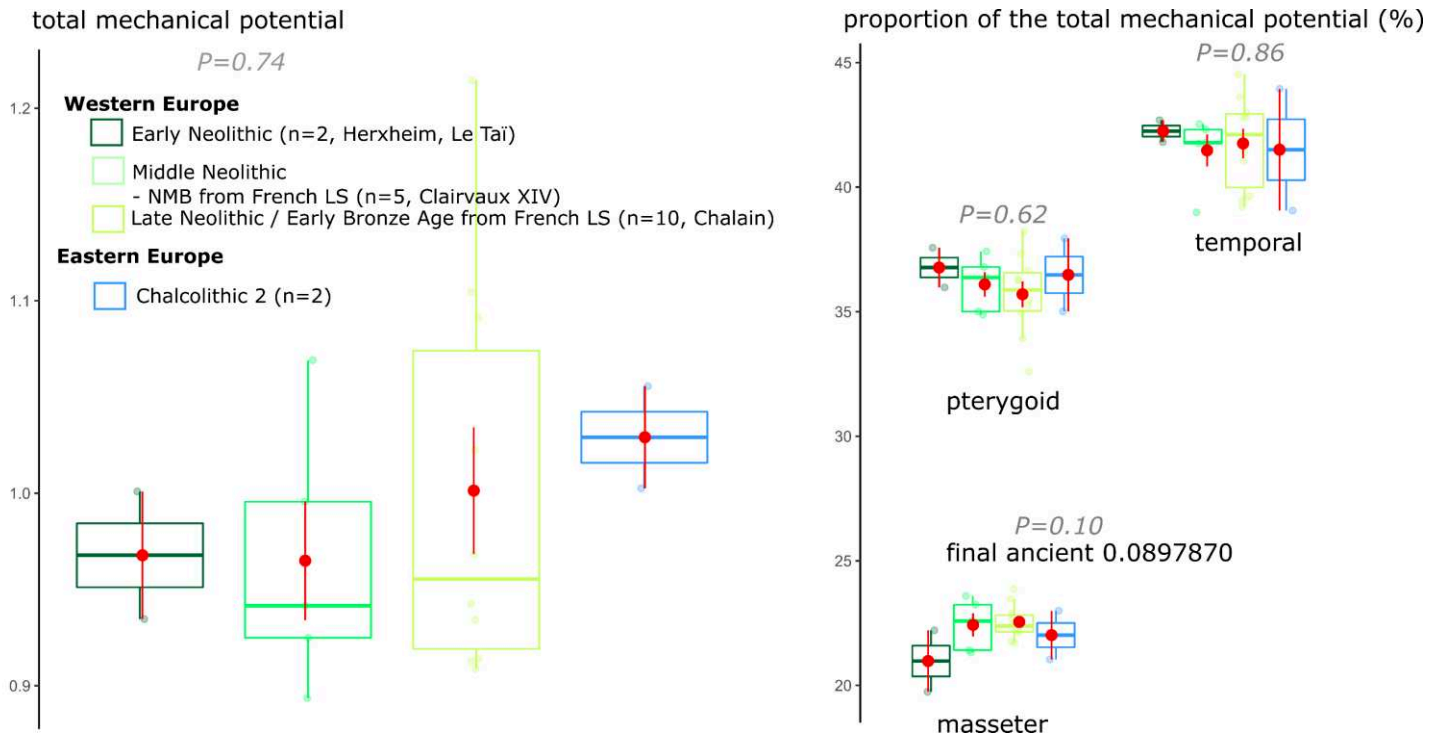 total mechanical potential
P=0.74
1.2
1.1
1.0
0.9
Western Europe
Early Neolithic (n=2, Herxheim, Le Taï)
Middle Neolithic
- NMB from French LS (n=5, Clairvaux XIV)
Late Neolithic / Early Bronze Age from French LS (n=10, Chalain)
Eastern Europe
Chalcolithic 2 (n=2)
proportion of the total mechanical potential (%)
45
40
35
30
25
20
P=0.86
temporal
P=0.62
pterygoid
P=0.10
final ancient 0.0897870
masseter